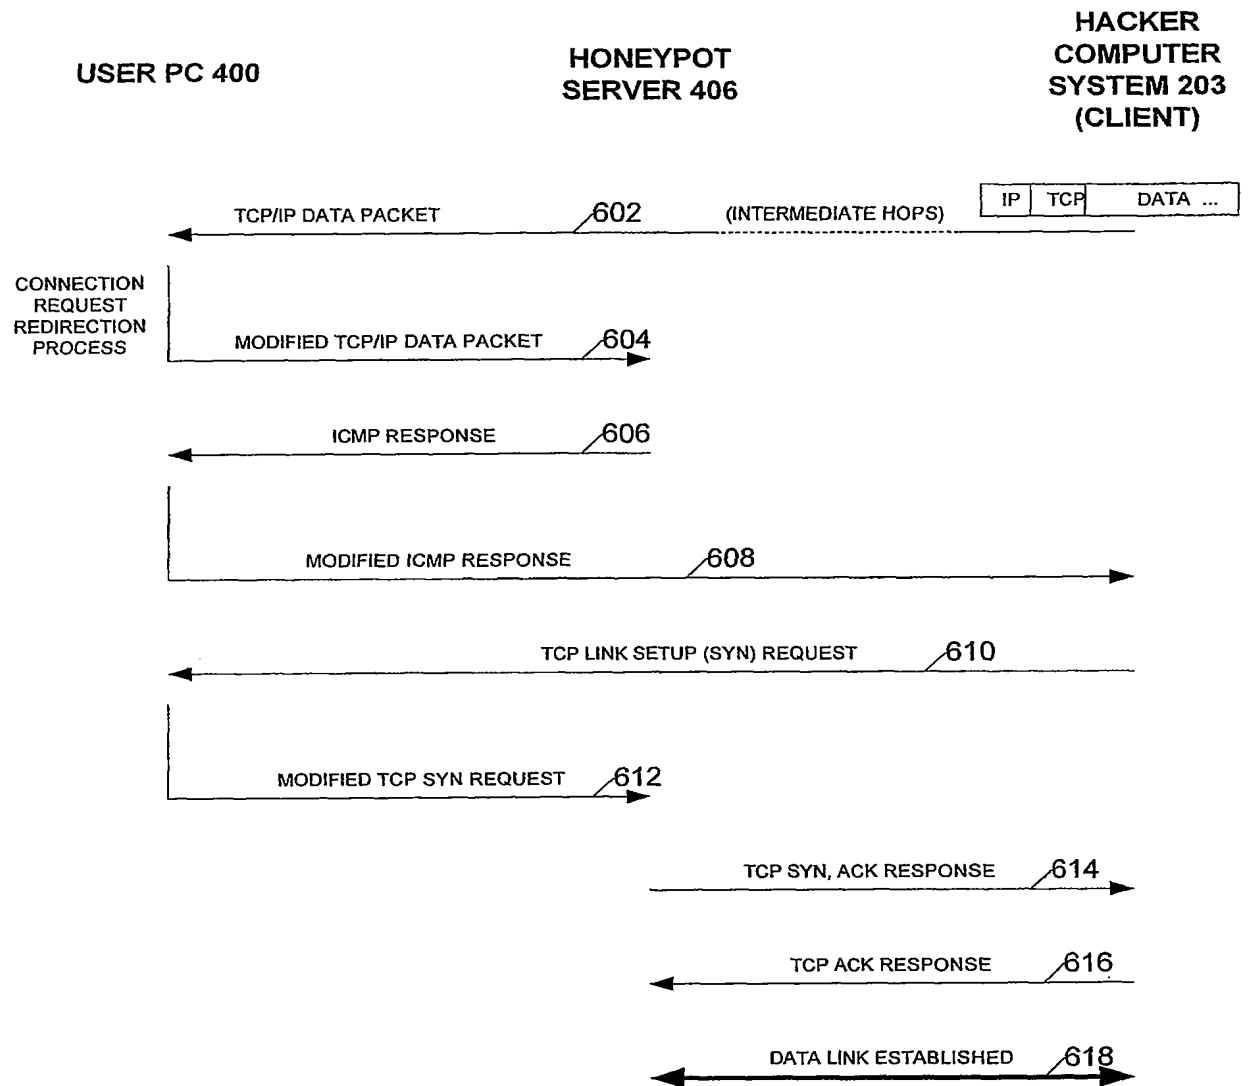 USER PC 400
HONEYPOT
SERVER 406
HACKER
COMPUTER
SYSTEM 203
(CLIENT)
IP TCP DATA ...
TCP/IP DATA PACKET 602 (INTERMEDIATE HOPS)
CONNECTION
REQUEST
REDIRECTION
PROCESS
MODIFIED TCP/IP DATA PACKET 604
ICMP RESPONSE 606
MODIFIED ICMP RESPONSE 608
TCP LINK SETUP (SYN) REQUEST 610
MODIFIED TCP SYN REQUEST 612
TCP SYN, ACK RESPONSE 614
TCP ACK RESPONSE 616
DATA LINK ESTABLISHED 618